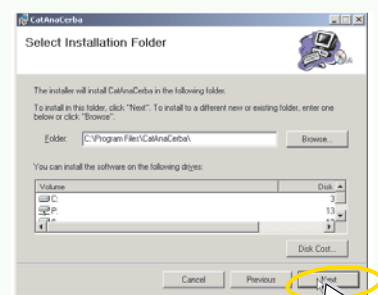 CatAnaCerba
Select Installation Folder
The installer will install CatAnaCerba in the following folder.
To install in this folder, click "Next". To install to a different new or existing folder, enter one
below or click "Browse".
Folder: C:\Program Files\CatAnaCerba\ Browse...
You can install the software on the following drives:
Volume Disk
C: 3
P: 13
Disk Cost...
Cancel Previous Next